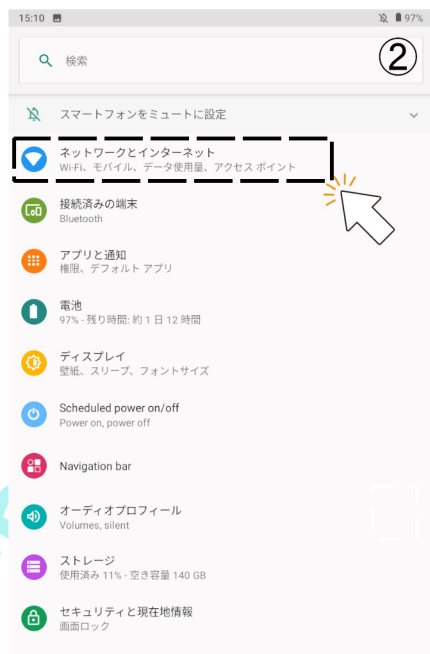 15:10 97%
②
検索
スマートフォンをミュートに設定
ネットワークとインターネット
Wi-Fi、モバイル、データ使用量、アクセス ポイント
接続済みの端末
Bluetooth
アプリと通知
権限、デフォルト アプリ
電池
97% - 残り時間: 約 1 日 12 時間
ディスプレイ
壁紙、スリープ、フォントサイズ
Scheduled power on/off
Power on, power off
Navigation bar
オーディオプロフィール
Volumes, silent
ストレージ
使用済み 11% - 空き容量 140 GB
セキュリティと現在地情報
画面ロック